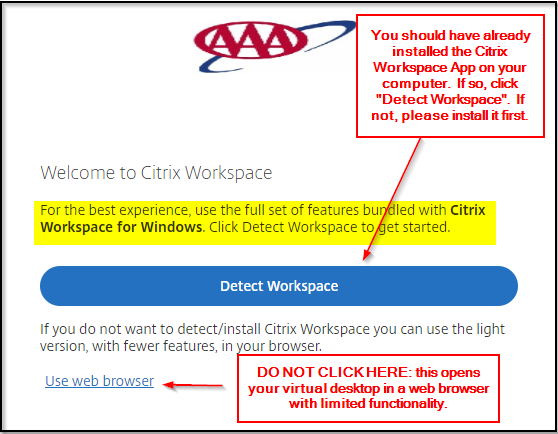 AAA
You should have already
installed the Citrix
Workspace App on your
computer. If so, click
"Detect Workspace". If
not, please install it first.
Welcome to Citrix Workspace
For the best experience, use the full set of features bundled with Citrix
Workspace for Windows. Click Detect Workspace to get started.
Detect Workspace
If you do not want to detect/install Citrix Workspace you can use the light
version, with fewer features, in your browser.
Use web browser
DO NOT CLICK HERE: this opens
your virtual desktop in a web browser
with limited functionality.